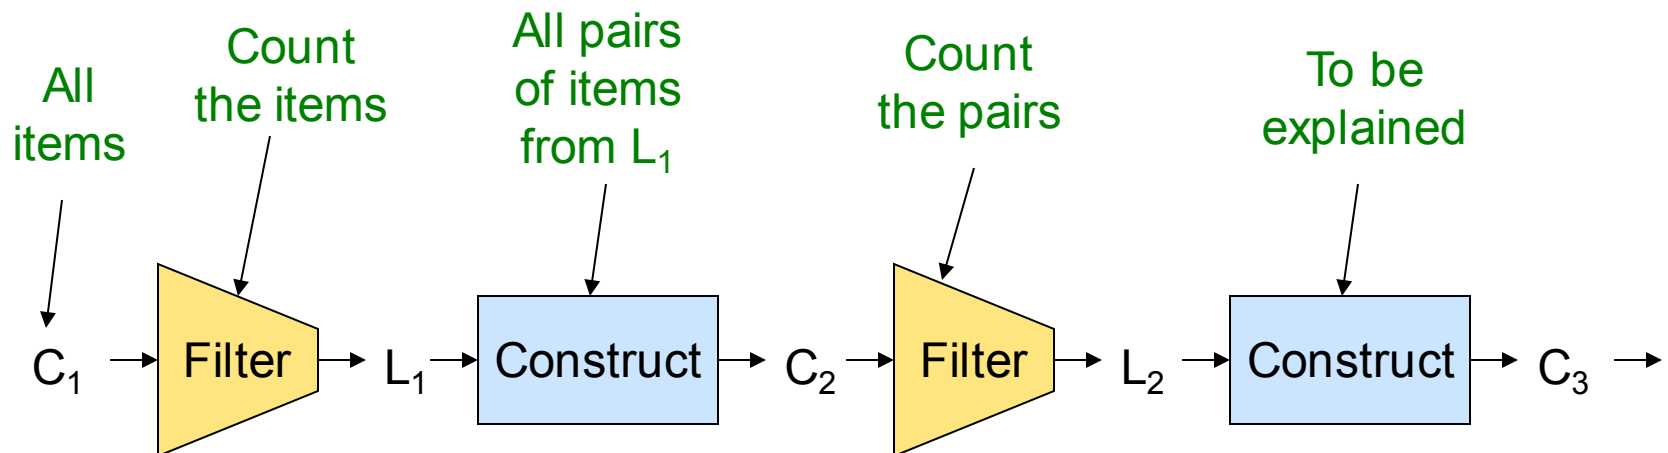 All
items
Count
the items
All pairs
of items
from L₁
Count
the pairs
To be
explained
C₁
Filter
L₁
Construct
C₂
Filter
L₂
Construct
C₃